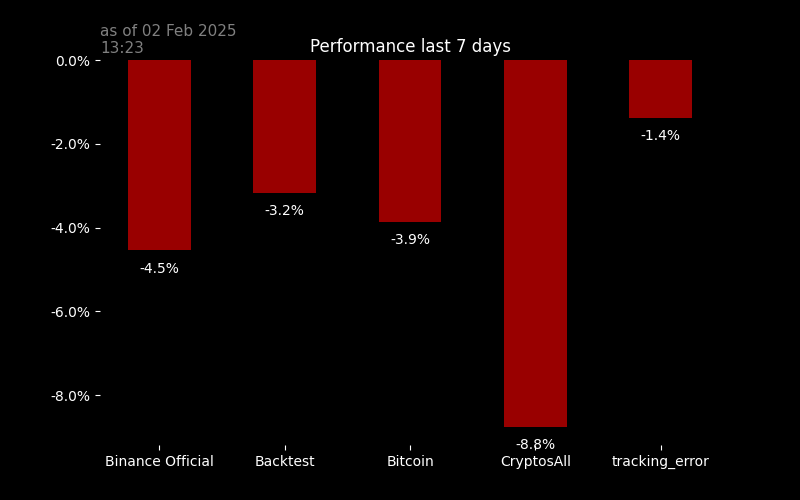 as of 02 Feb 2025
13:23
Performance last 7 days
0.0%
-2.0%
-4.0%
-6.0%
-8.0%
-4.5%
-3.2%
-3.9%
-8.8%
-1.4%
Binance Official
Backtest
Bitcoin
CryptosAll
tracking_error